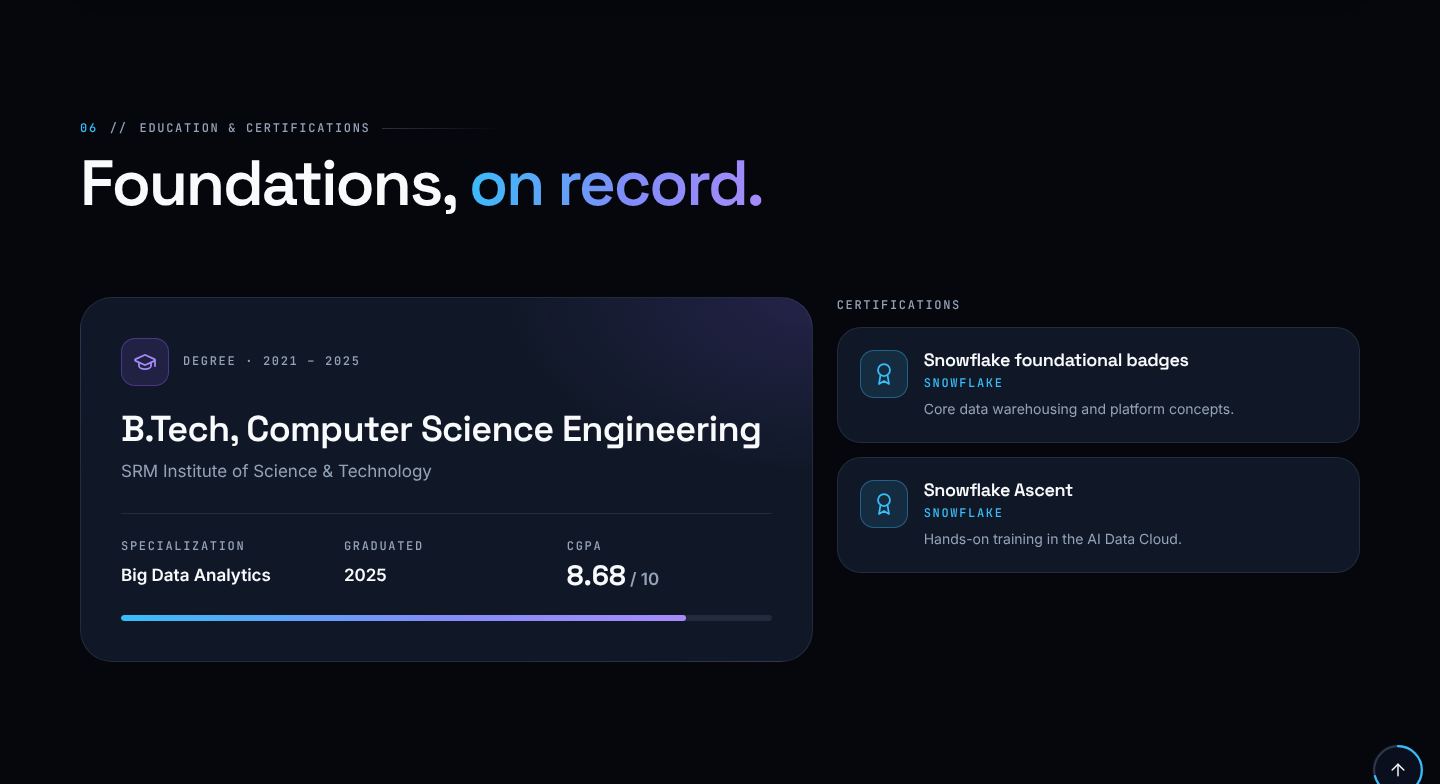 06 // EDUCATION & CERTIFICATIONS
Foundations, on record.
DEGREE · 2021 – 2025
B.Tech, Computer Science Engineering
SRM Institute of Science & Technology
SPECIALIZATION
Big Data Analytics
GRADUATED
2025
CGPA
8.68 / 10
CERTIFICATIONS
Snowflake foundational badges
SNOWFLAKE
Core data warehousing and platform concepts.
Snowflake Ascent
SNOWFLAKE
Hands-on training in the AI Data Cloud.